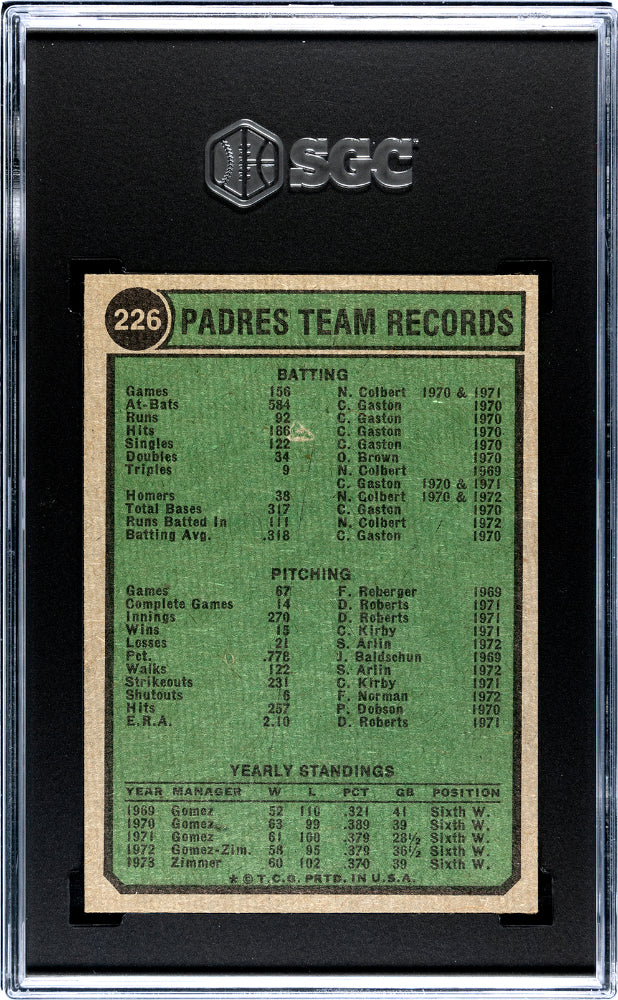 SGC
226 PADRES TEAM RECORDS
BATTING
Games 156 N. Colbert 1970 & 1971
At-Bats 584 C. Gaston 1970
Runs 92 C. Gaston 1970
Hits 186 C. Gaston 1970
Singles 122 C. Gaston 1970
Doubles 34 O. Brown 1970
Triples 9 N. Colbert 1969
C. Gaston 1970 & 1971
Homers 38 N. Colbert 1970 & 1972
Total Bases 317 C. Gaston 1970
Runs Batted In 111 N. Colbert 1972
Batting Avg. .318 C. Gaston 1970
PITCHING
Games 67 F. Reberger 1969
Complete Games 14 D. Roberts 1971
Innings 270 D. Roberts 1971
Wins 15 C. Kirby 1971
Losses 21 S. Arlin 1972
Pct. .778 J. Baldschun 1969
Walks 122 S. Arlin 1972
Strikeouts 231 C. Kirby 1971
Shutouts 6 F. Norman 1972
Hits 257 P. Dobson 1970
E.R.A. 2.10 D. Roberts 1971
YEARLY STANDINGS
YEAR MANAGER W L PCT GB POSITION
1969 Gomez 52 110 .321 41 Sixth W.
1970 Gomez 63 99 .389 39 Sixth W.
1971 Gomez 61 100 .379 28½ Sixth W.
1972 Gomez-Zim. 58 95 .379 36½ Sixth W.
1973 Zimmer 60 102 .370 39 Sixth W.
* © T.C.G. PRTD. IN U.S.A.